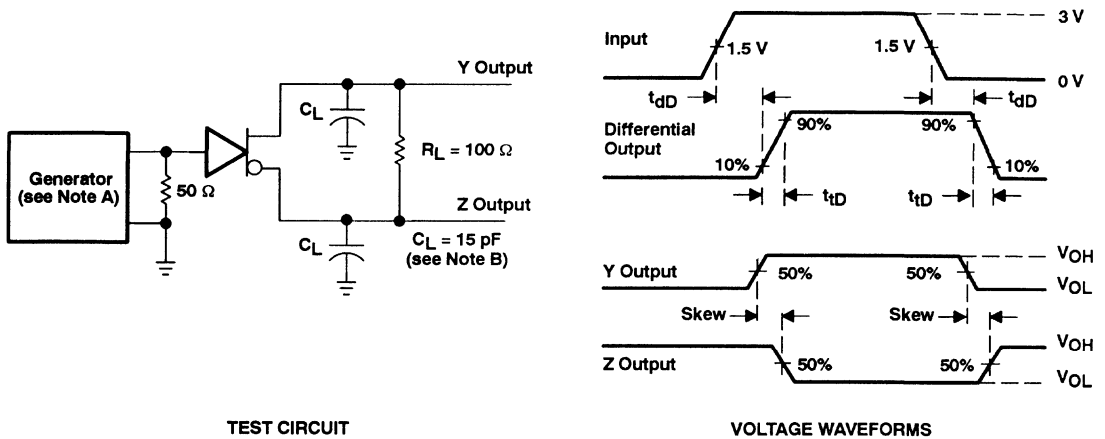 Y Output
C_L
R_L = 100 Ω
Generator
(see Note A)
50 Ω
Z Output
C_L
C_L = 15 pF
(see Note B)
TEST CIRCUIT
3 V
Input
1.5 V
1.5 V
0 V
t_dD
t_dD
Differential
Output
90%
90%
10%
10%
t_tD
t_tD
V_OH
Y Output
50%
50%
V_OL
Skew
Skew
V_OH
Z Output
50%
50%
V_OL
VOLTAGE WAVEFORMS